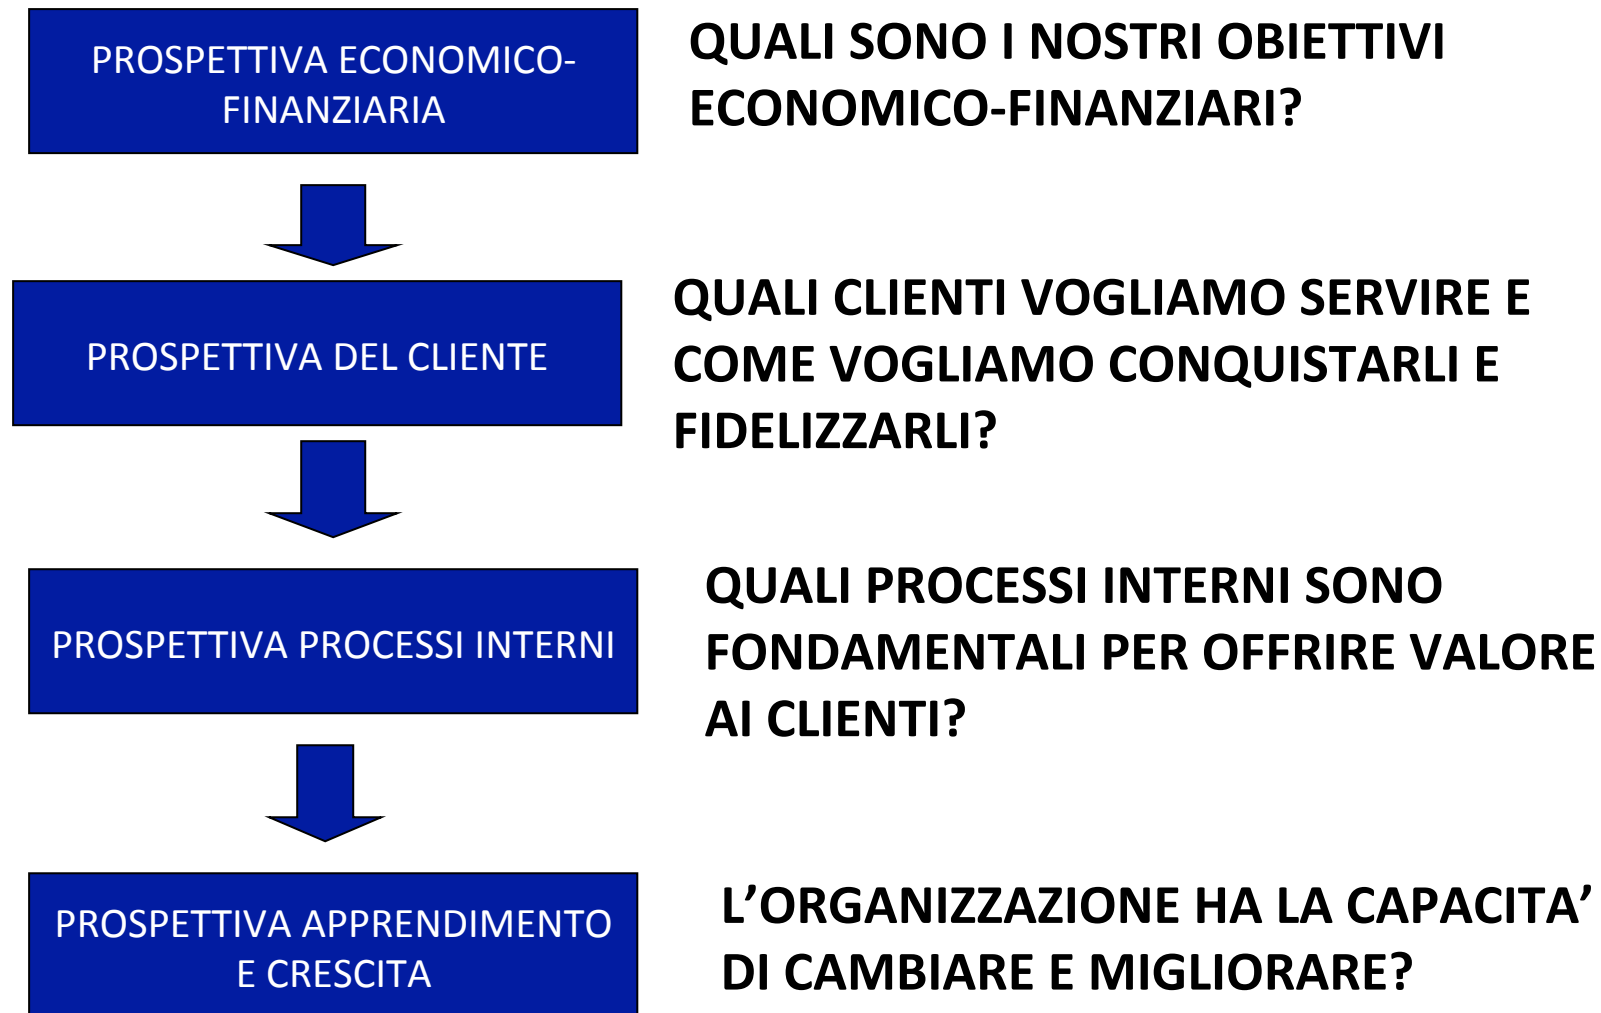 PROSPETTIVA ECONOMICO-
FINANZIARIA
QUALI SONO I NOSTRI OBIETTIVI
ECONOMICO-FINANZIARI?
PROSPETTIVA DEL CLIENTE
QUALI CLIENTI VOGLIAMO SERVIRE E
COME VOGLIAMO CONQUISTARLI E
FIDELIZZARLI?
PROSPETTIVA PROCESSI INTERNI
QUALI PROCESSI INTERNI SONO
FONDAMENTALI PER OFFRIRE VALORE
AI CLIENTI?
PROSPETTIVA APPRENDIMENTO
E CRESCITA
L’ORGANIZZAZIONE HA LA CAPACITA’
DI CAMBIARE E MIGLIORARE?